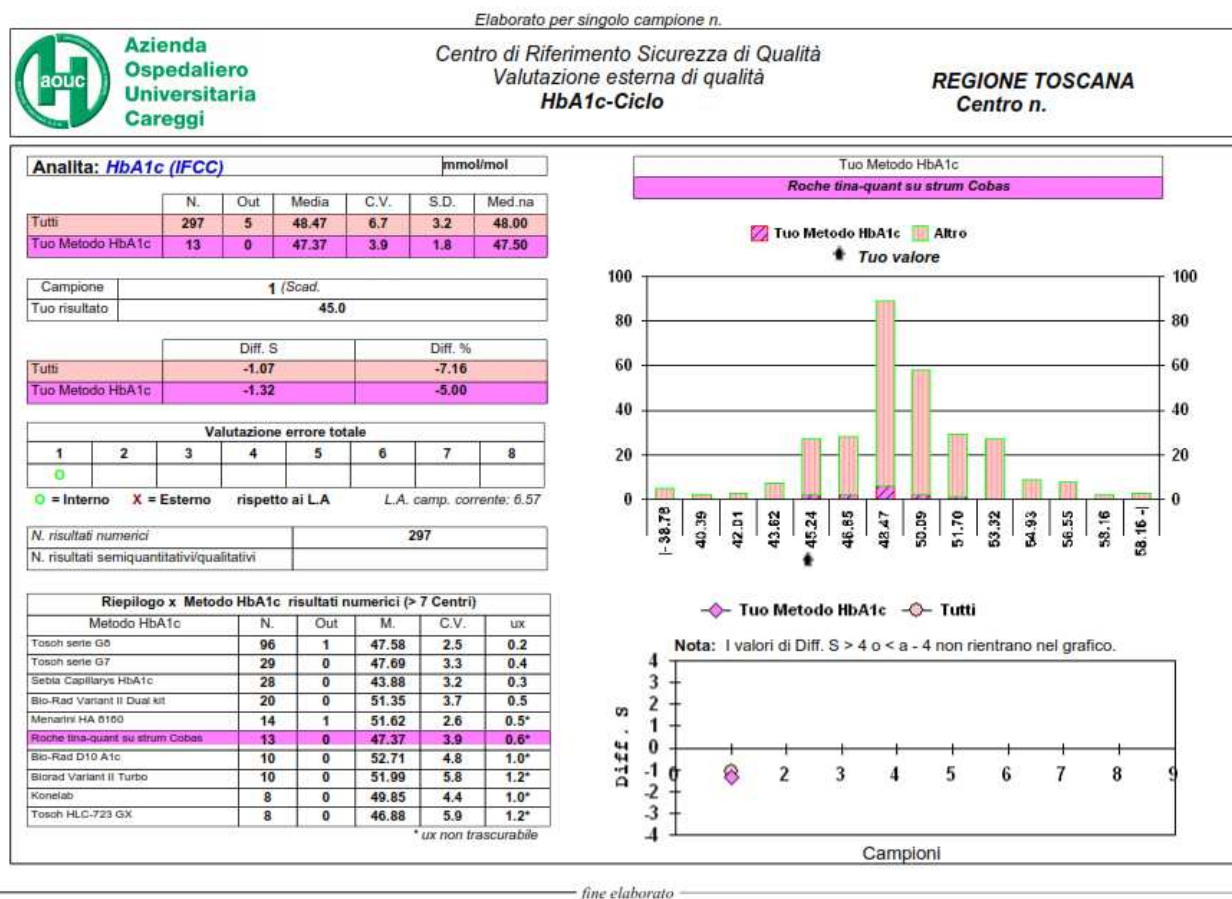 Elaborato per singolo campione n.
aouc
Azienda
Ospedaliero
Universitaria
Careggi
Centro di Riferimento Sicurezza di Qualità
Valutazione esterna di qualità
HbA1c-Ciclo
REGIONE TOSCANA
Centro n.
Analita: HbA1c (IFCC) mmol/mol
N. Out Media C.V. S.D. Med.na
Tutti 297 5 48.47 6.7 3.2 48.00
Tuo Metodo HbA1c 13 0 47.37 3.9 1.8 47.50
Campione 1 (Scad.
Tuo risultato 45.0
Diff. S Diff. %
Tutti -1.07 -7.16
Tuo Metodo HbA1c -1.32 -5.00
Valutazione errore totale
1 2 3 4 5 6 7 8
O
O = Interno X = Esterno rispetto ai L.A L.A. camp. corrente: 6.57
N. risultati numerici 297
N. risultati semiquantitativi/qualitativi
Riepilogo x Metodo HbA1c risultati numerici (> 7 Centri)
Metodo HbA1c N. Out M. C.V. ux
Tosoh serie G8 96 1 47.58 2.5 0.2
Tosoh serie G7 29 0 47.69 3.3 0.4
Sebia Capillarys HbA1c 28 0 43.88 3.2 0.3
Bio-Rad Variant II Dual kit 20 0 51.35 3.7 0.5
Menarini HA 8160 14 1 51.62 2.6 0.5*
Roche tina-quant su strum Cobas 13 0 47.37 3.9 0.6*
Bio-Rad D10 A1c 10 0 52.71 4.8 1.0*
Biorad Variant II Turbo 10 0 51.99 5.8 1.2*
Konelab 8 0 49.85 4.4 1.0*
Tosoh HLC-723 GX 8 0 46.88 5.9 1.2*
* ux non trascurabile
Tuo Metodo HbA1c
Roche tina-quant su strum Cobas
Tuo Metodo HbA1c Altro
Tuo valore
100 100
80 80
60 60
40 40
20 20
0 0
|- 38.78 40.39 42.01 43.62 45.24 46.85 48.47 50.09 51.70 53.32 54.93 56.55 58.16 58.16 -|
Tuo Metodo HbA1c Tutti
Nota: I valori di Diff. S > 4 o < a - 4 non rientrano nel grafico.
Diff. S
4
3
2
1
0
-1
-2
-3
-4
0 1 2 3 4 5 6 7 8 9
Campioni
fine elaborato